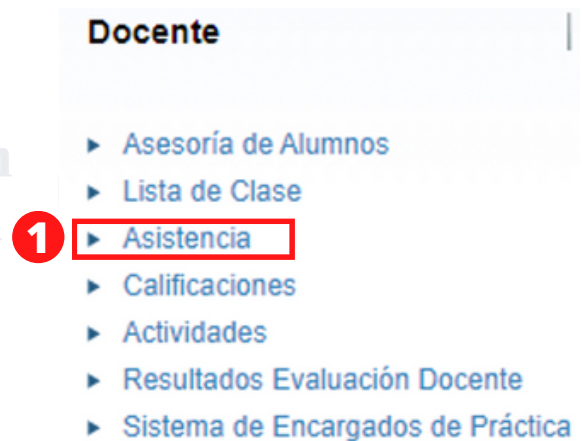 Docente
Asesoría de Alumnos
Lista de Clase
1
Asistencia
Calificaciones
Actividades
Resultados Evaluación Docente
Sistema de Encargados de Práctica